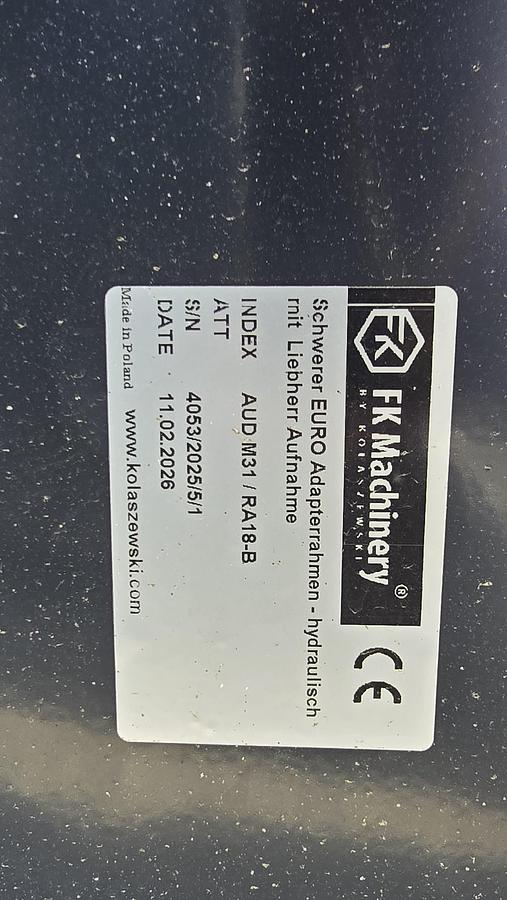 FK
FK Machinery®
BY KOLASZEWSKI
CE
Schwerer EURO Adapterrahmen - hydraulisch
mit Liebherr Aufnahme
INDEX AUD M31 / RA18-B
ATT
S/N 4053/2025/5/1
DATE 11.02.2026
Made in Poland www.kolaszewski.com